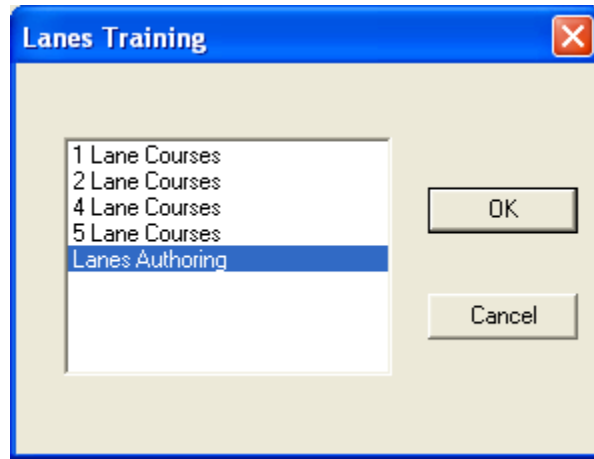 Lanes Training
1 Lane Courses
2 Lane Courses
4 Lane Courses
5 Lane Courses
Lanes Authoring
OK
Cancel